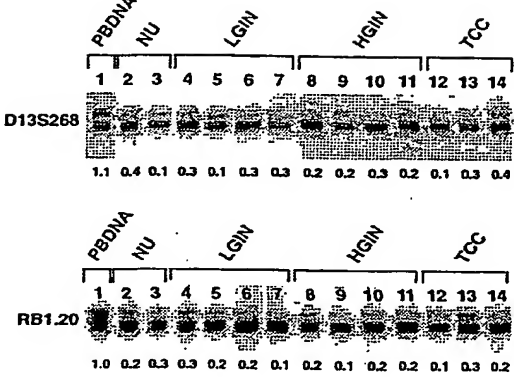 PBDNA NU LGIN HGIN TCC
1 2 3 4 5 6 7 8 9 10 11 12 13 14
D13S268
1.1 0.4 0.1 0.3 0.1 0.3 0.3 0.2 0.2 0.3 0.2 0.1 0.3 0.4
PBDNA NU LGIN HGIN TCC
1 2 3 4 5 6 7 8 9 10 11 12 13 14
RB1.20
1.0 0.2 0.3 0.3 0.2 0.2 0.1 0.2 0.1 0.2 0.2 0.1 0.3 0.2